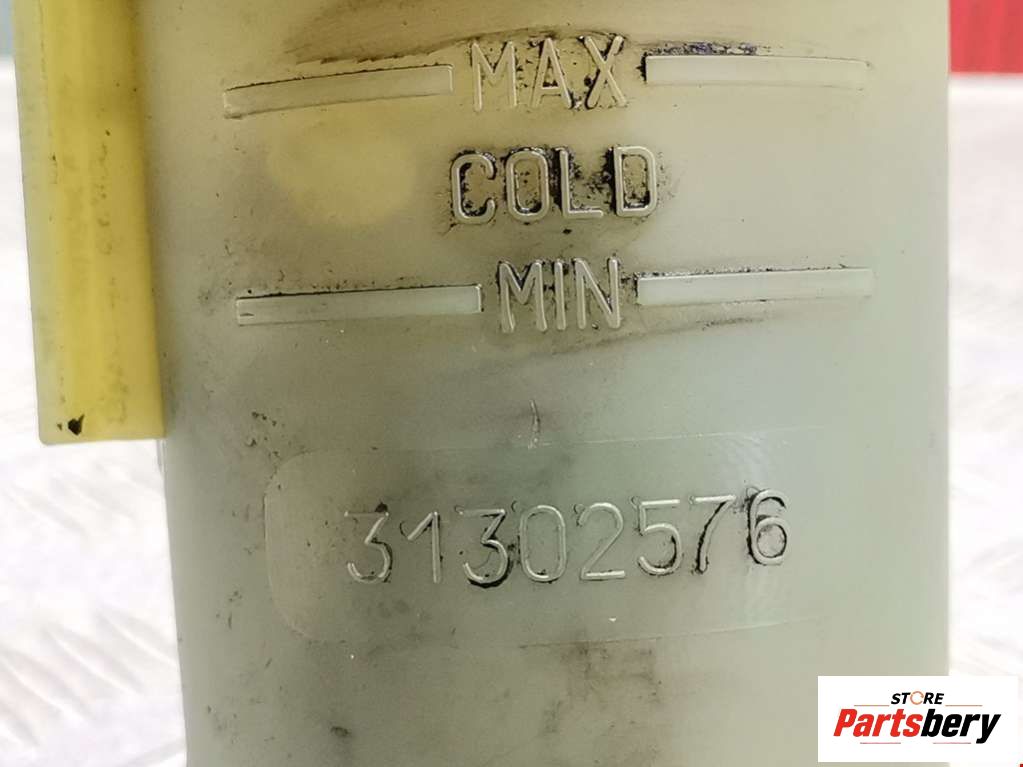 MAX
COLD
MIN
31302576
STORE
Partsbery